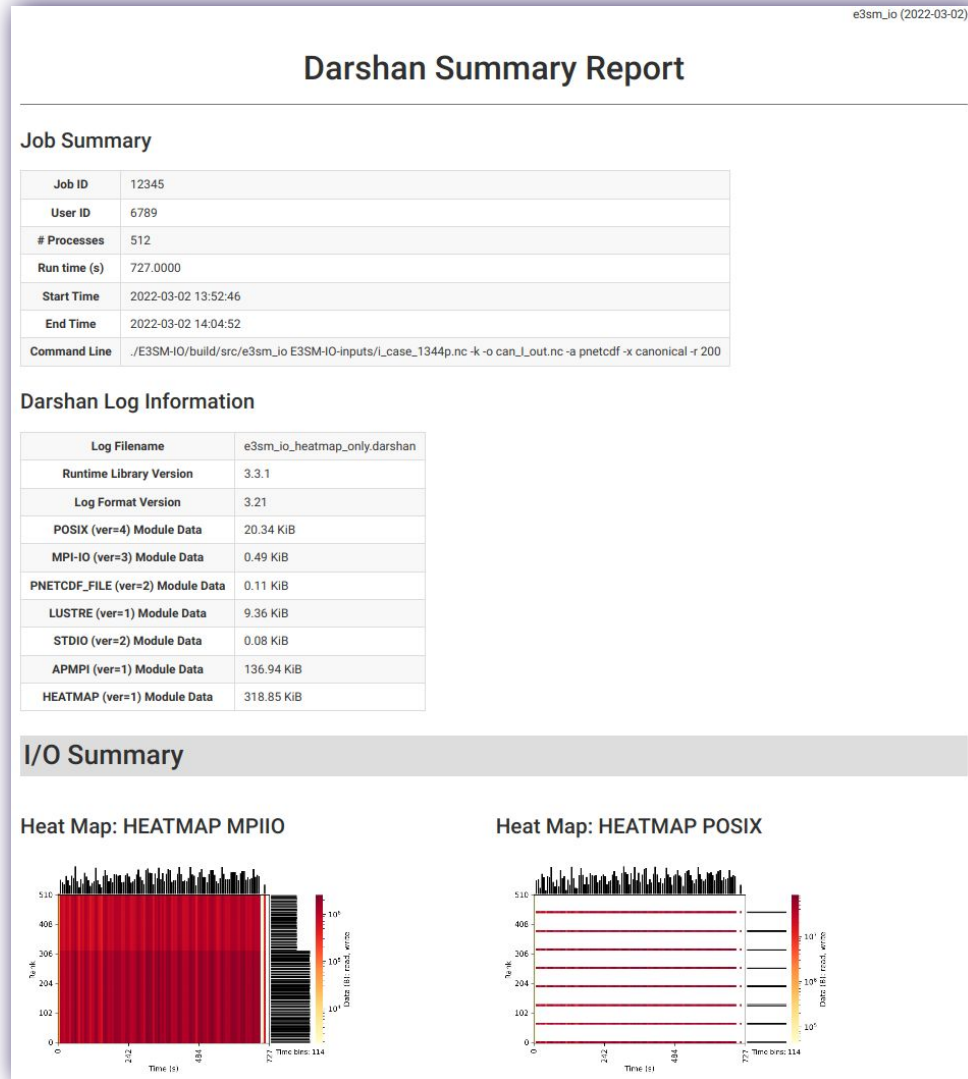 e3sm_io (2022-03-02)
Darshan Summary Report
Job Summary
Job ID 12345
User ID 6789
# Processes 512
Run time (s) 727.0000
Start Time 2022-03-02 13:52:46
End Time 2022-03-02 14:04:52
Command Line ./E3SM-IO/build/src/e3sm_io E3SM-IO-inputs/i_case_1344p.nc -k -o can_I_out.nc -a pnetcdf -x canonical -r 200
Darshan Log Information
Log Filename e3sm_io_heatmap_only.darshan
Runtime Library Version 3.3.1
Log Format Version 3.21
POSIX (ver=4) Module Data 20.34 KiB
MPI-IO (ver=3) Module Data 0.49 KiB
PNETCDF_FILE (ver=2) Module Data 0.11 KiB
LUSTRE (ver=1) Module Data 9.36 KiB
STDIO (ver=2) Module Data 0.08 KiB
APMPI (ver=1) Module Data 136.94 KiB
HEATMAP (ver=1) Module Data 318.85 KiB
I/O Summary
Heat Map: HEATMAP MPIIO
510
408
306
204
102
0
Rank
0 242 484 727
Time (s)
Time bins: 114
Data (B): read, write
Heat Map: HEATMAP POSIX
510
408
306
204
102
0
Rank
0 242 484 727
Time (s)
Time bins: 114
Data (B): read, write